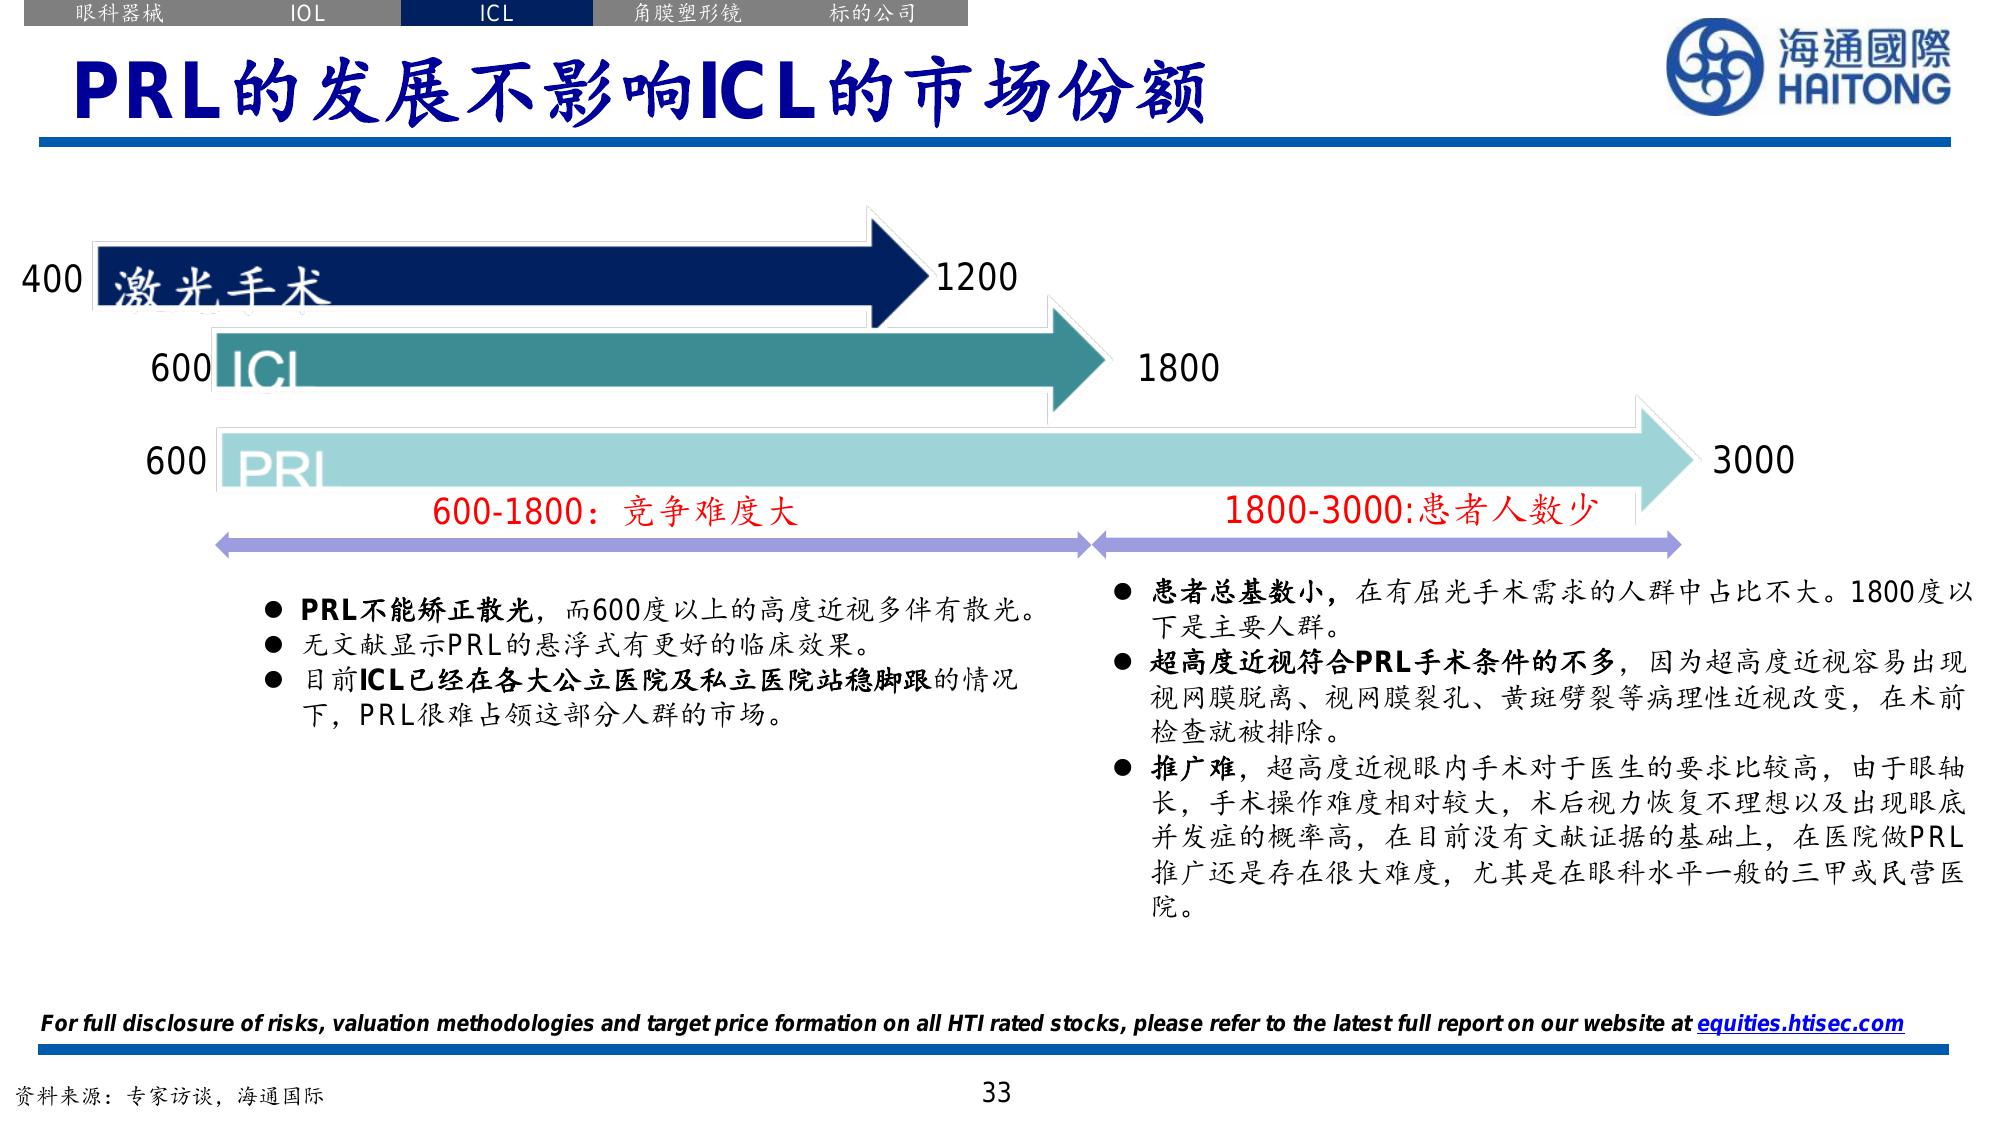 眼科器械 IOL ICL 角膜塑形镜 标的公司
海通國際
HAITONG
PRL的发展不影响ICL的市场份额
400 激光手术 1200
600 ICL 1800
600 PRL 3000
600-1800：竞争难度大
1800-3000:患者人数少
● PRL不能矫正散光，而600度以上的高度近视多伴有散光。
● 无文献显示PRL的悬浮式有更好的临床效果。
● 目前ICL已经在各大公立医院及私立医院站稳脚跟的情况
下，PRL很难占领这部分人群的市场。
● 患者总基数小，在有屈光手术需求的人群中占比不大。1800度以
下是主要人群。
● 超高度近视符合PRL手术条件的不多，因为超高度近视容易出现
视网膜脱离、视网膜裂孔、黄斑劈裂等病理性近视改变，在术前
检查就被排除。
● 推广难，超高度近视眼内手术对于医生的要求比较高，由于眼轴
长，手术操作难度相对较大，术后视力恢复不理想以及出现眼底
并发症的概率高，在目前没有文献证据的基础上，在医院做PRL
推广还是存在很大难度，尤其是在眼科水平一般的三甲或民营医
院。
For full disclosure of risks, valuation methodologies and target price formation on all HTI rated stocks, please refer to the latest full report on our website at equities.htisec.com
资料来源：专家访谈，海通国际
33